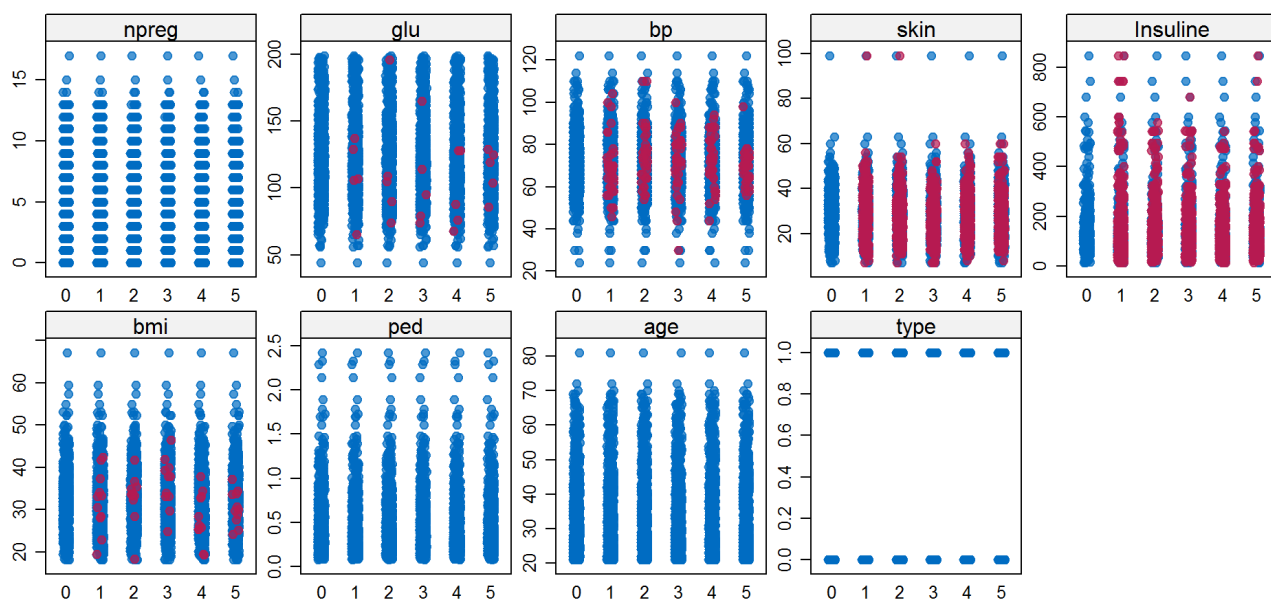 npreg glu bp skin Insuline
15 10 5 0
200 150 100 50
120 100 80 60 40 20
100 80 60 40 20
800 600 400 200 0
0 1 2 3 4 5 0 1 2 3 4 5 0 1 2 3 4 5 0 1 2 3 4 5 0 1 2 3 4 5
bmi ped age type
60 50 40 30 20
2.5 2.0 1.5 1.0 0.5 0.0
80 70 60 50 40 30 20
1.0 0.8 0.6 0.4 0.2 0.0
0 1 2 3 4 5 0 1 2 3 4 5 0 1 2 3 4 5 0 1 2 3 4 5